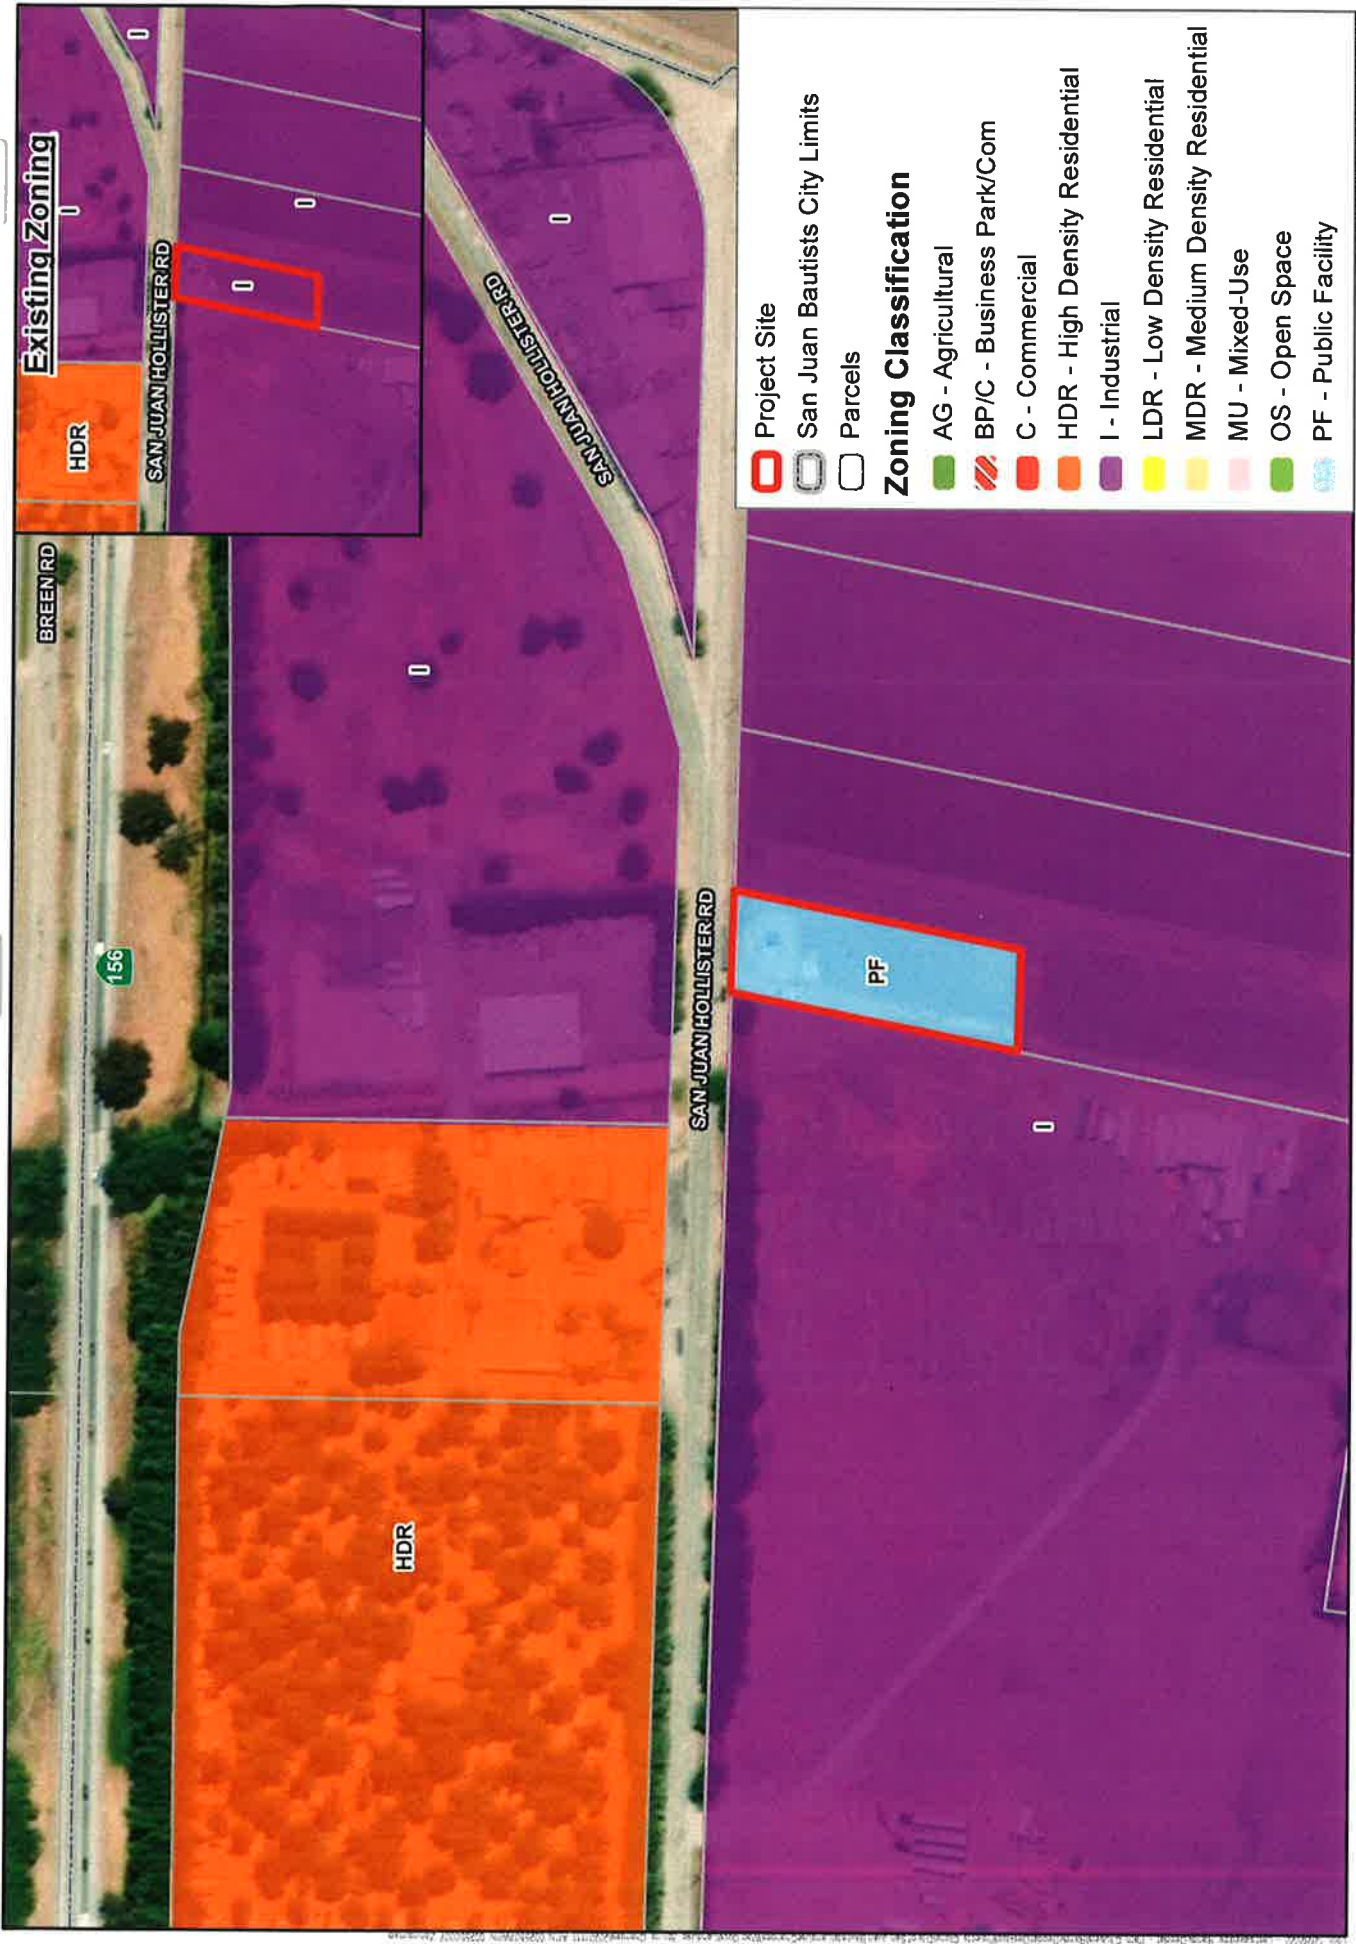 Existing Zoning
HDR
I
I
I
I
SAN JUAN HOLLISTER RD
BREEN RD
156
I
I
SAN JUAN HOLLISTER RD
HDR
SAN JUAN HOLLISTER RD
PF
I
Project Site
San Juan Bautists City Limits
Parcels
Zoning Classification
AG - Agricultural
BP/C - Business Park/Com
C - Commercial
HDR - High Density Residential
I - Industrial
LDR - Low Density Residential
MDR - Medium Density Residential
MU - Mixed-Use
OS - Open Space
PF - Public Facility